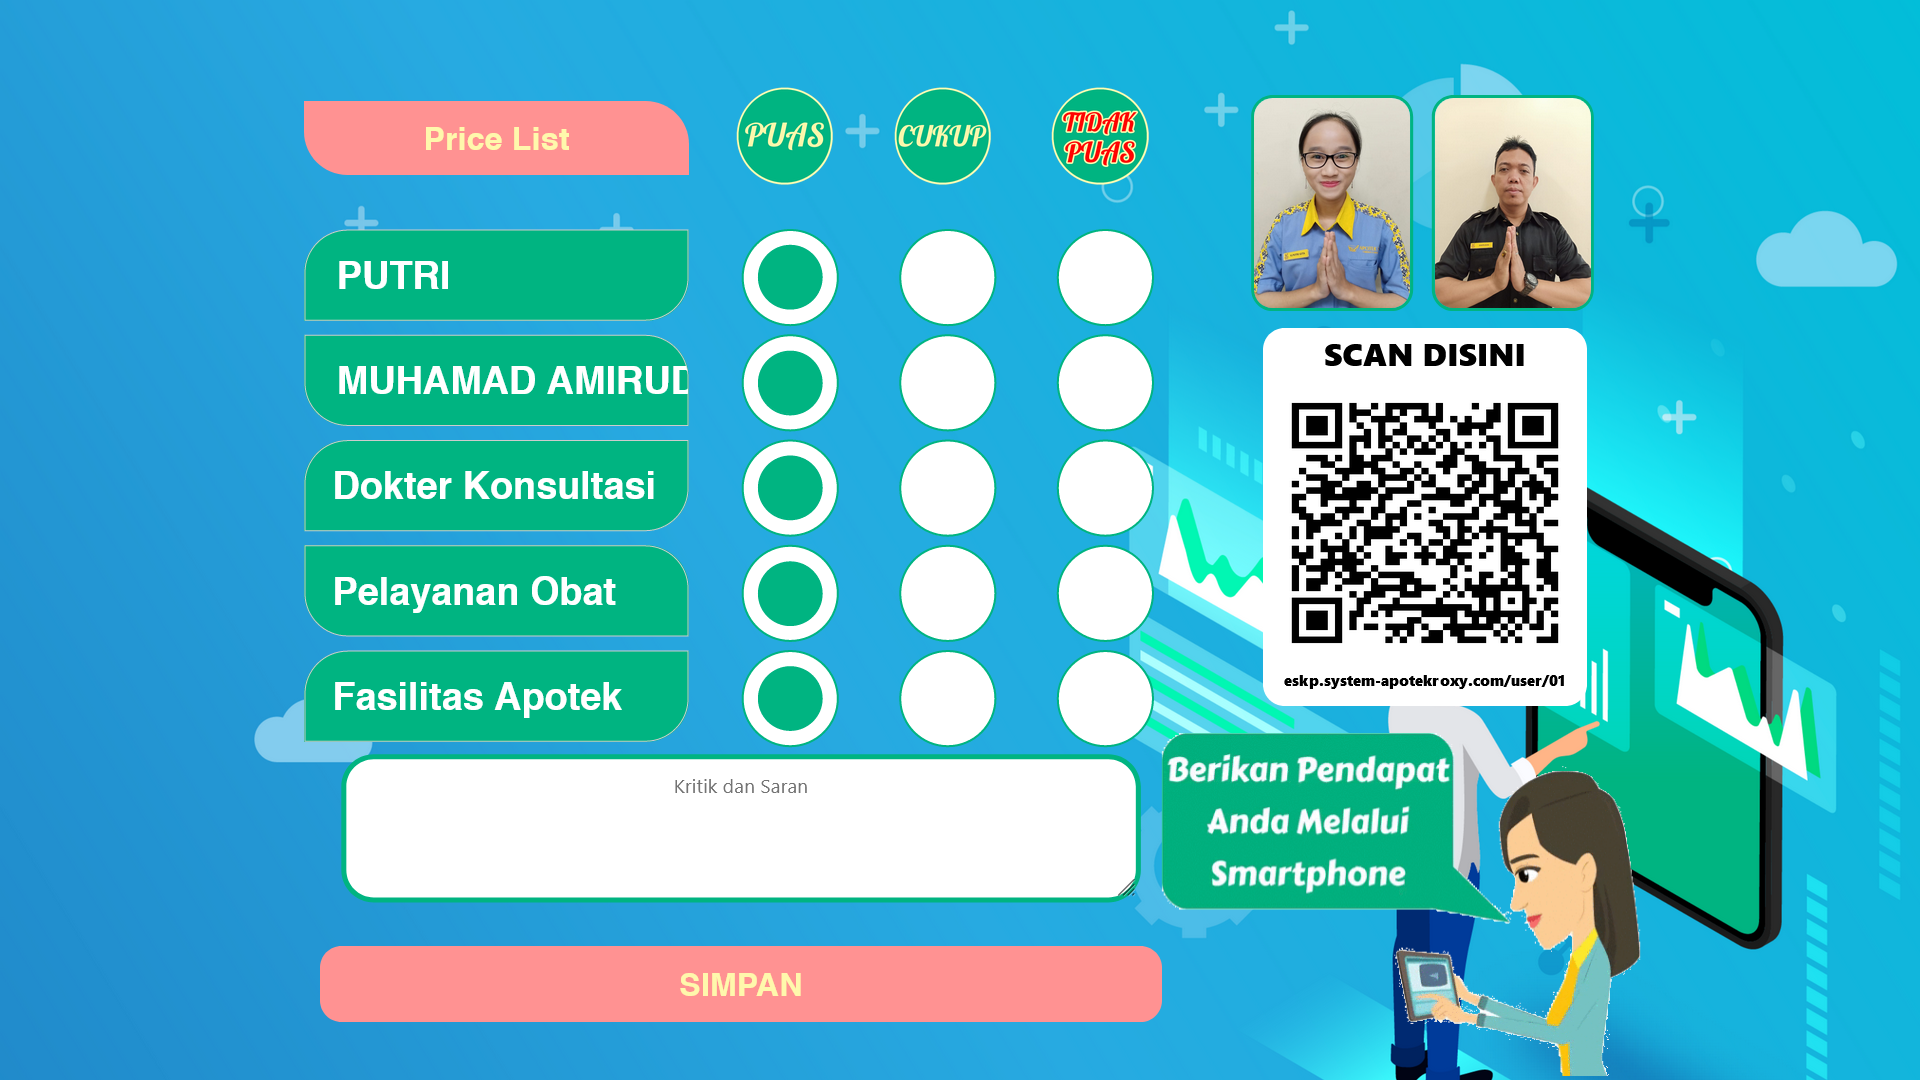 Price List
PUAS
CUKUP
TIDAK
PUAS
PUTRI
MUHAMAD AMIRUD
Dokter Konsultasi
Pelayanan Obat
Fasilitas Apotek
Kritik dan Saran
SIMPAN
SCAN DISINI
eskp.system-apotekroxy.com/user/01
Berikan Pendapat
Anda Melalui
Smartphone